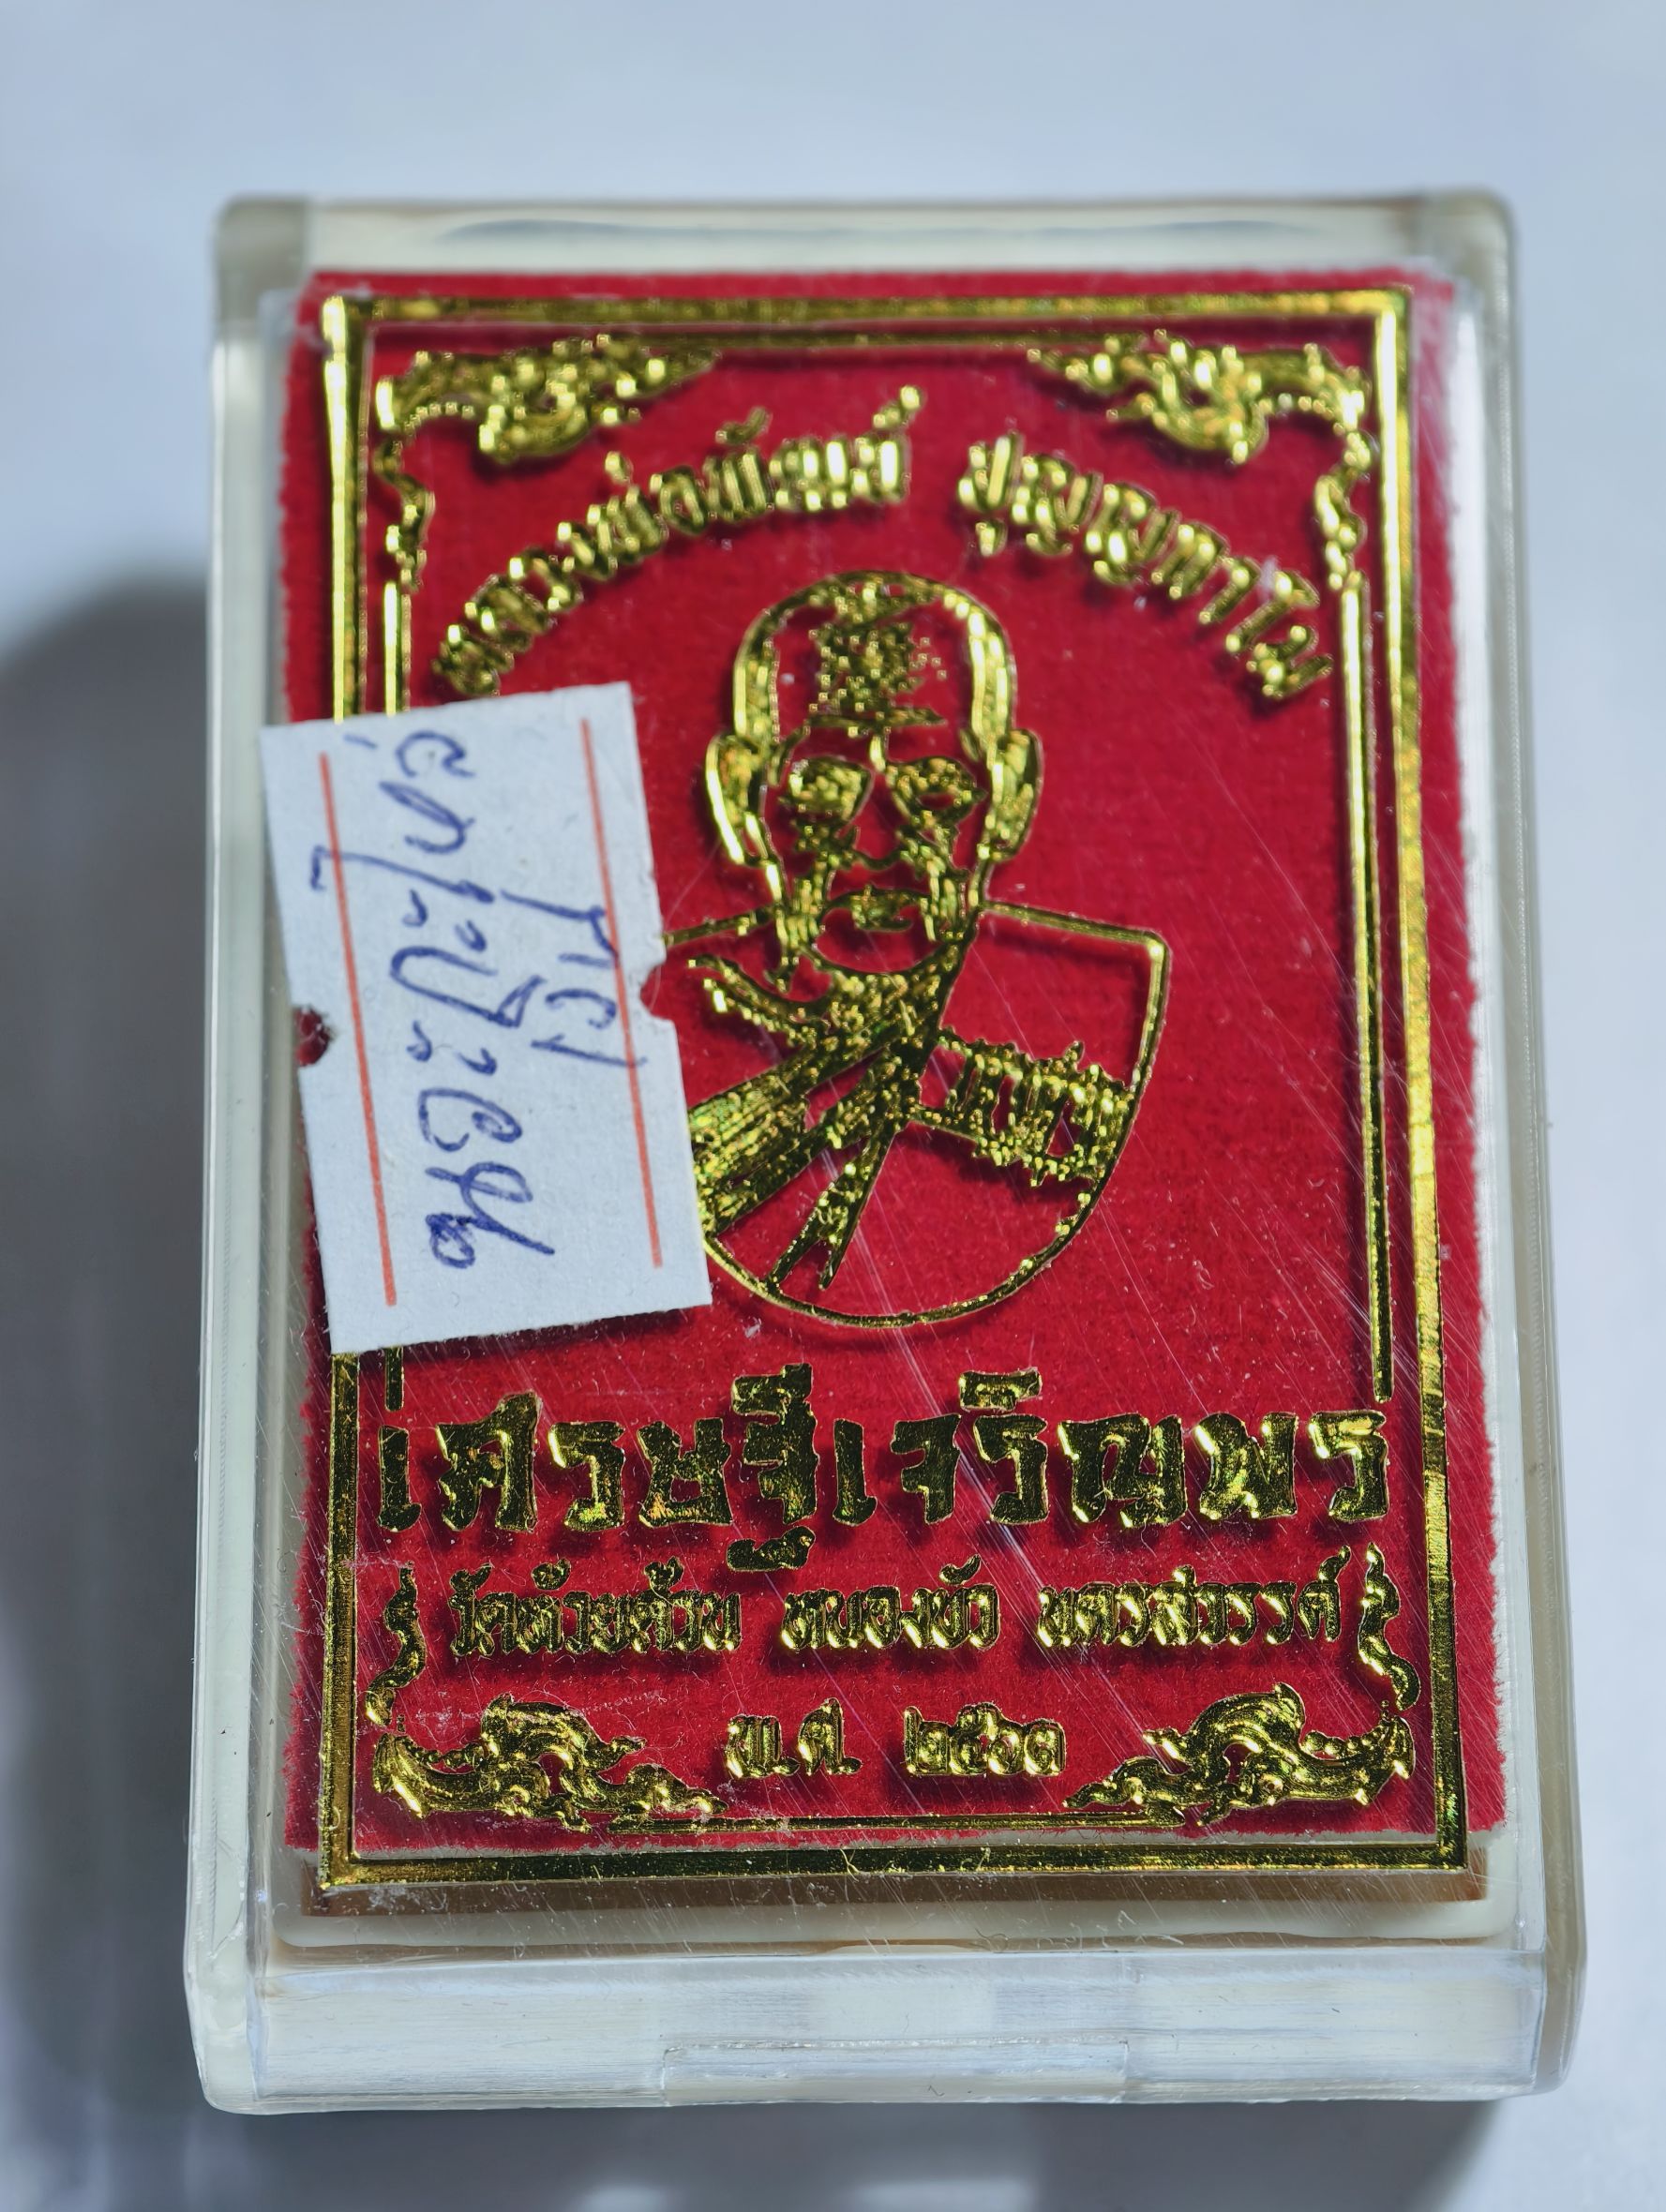 หลวงพ่อพัฒน์ ปุญญกาโม
เศรษฐีเจริญพร
วัดห้วยด้วน หนองบัว นครสวรรค์
พ.ศ. ๒๕๖๓